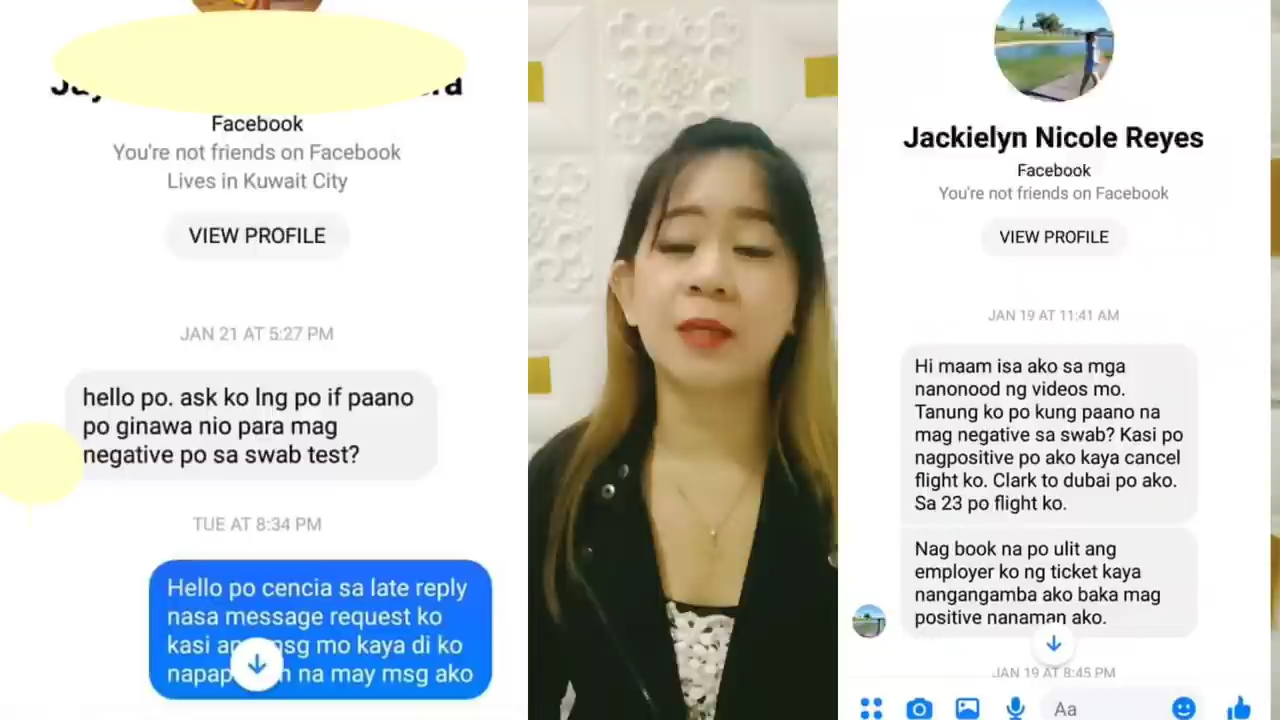 Facebook
You're not friends on Facebook
Lives in Kuwait City
VIEW PROFILE
JAN 21 AT 5:27 PM
hello po. ask ko lng po if paano
po ginawa nio para mag
negative po sa swab test?
TUE AT 8:34 PM
Hello po cencia sa late reply
nasa message request ko
kasi msg mo kaya di ko
na may msg ako
Jackielyn Nicole Reyes
Facebook
You're not friends on Facebook
VIEW PROFILE
JAN 19 AT 11:41 AM
Hi maam isa ako sa mga
nanonood ng videos mo.
Tanung ko po kung paano na
mag negative sa swab? Kasi po
nagpositive po ako kaya cancel
flight ko. Clark to dubai po ako.
Sa 23 po flight ko.
Nag book na po ulit ang
employer ko ng ticket kaya
nangangamba ako baka mag
positive nanaman ako.
JAN 19 AT 8:45 PM
Aa